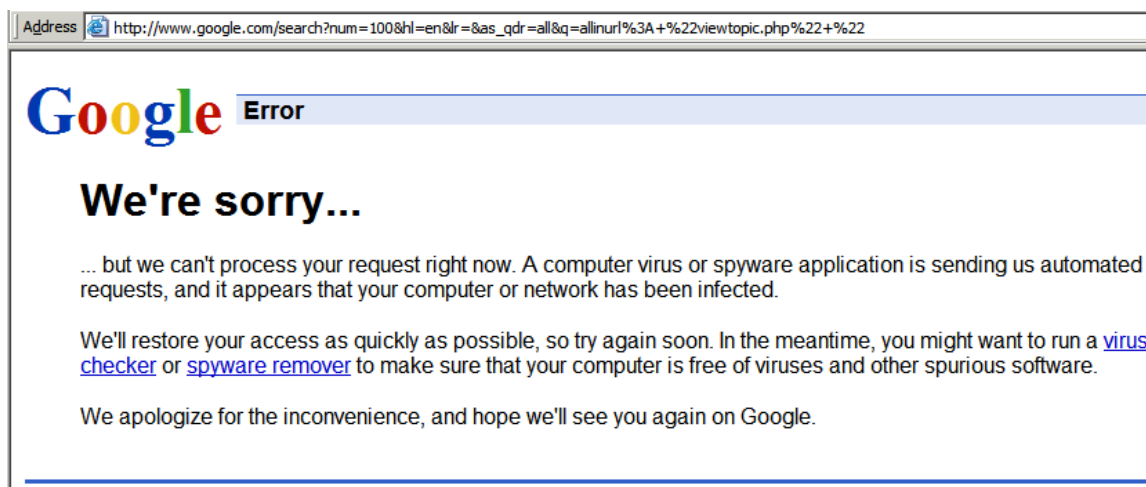 Address http://www.google.com/search?num=100&hl=en&lr=&as_qdr=all&q=allinurl%3A+%22viewtopic.php%22+%22
Google Error
We're sorry...
... but we can't process your request right now. A computer virus or spyware application is sending us automated
requests, and it appears that your computer or network has been infected.
We'll restore your access as quickly as possible, so try again soon. In the meantime, you might want to run a virus
checker or spyware remover to make sure that your computer is free of viruses and other spurious software.
We apologize for the inconvenience, and hope we'll see you again on Google.